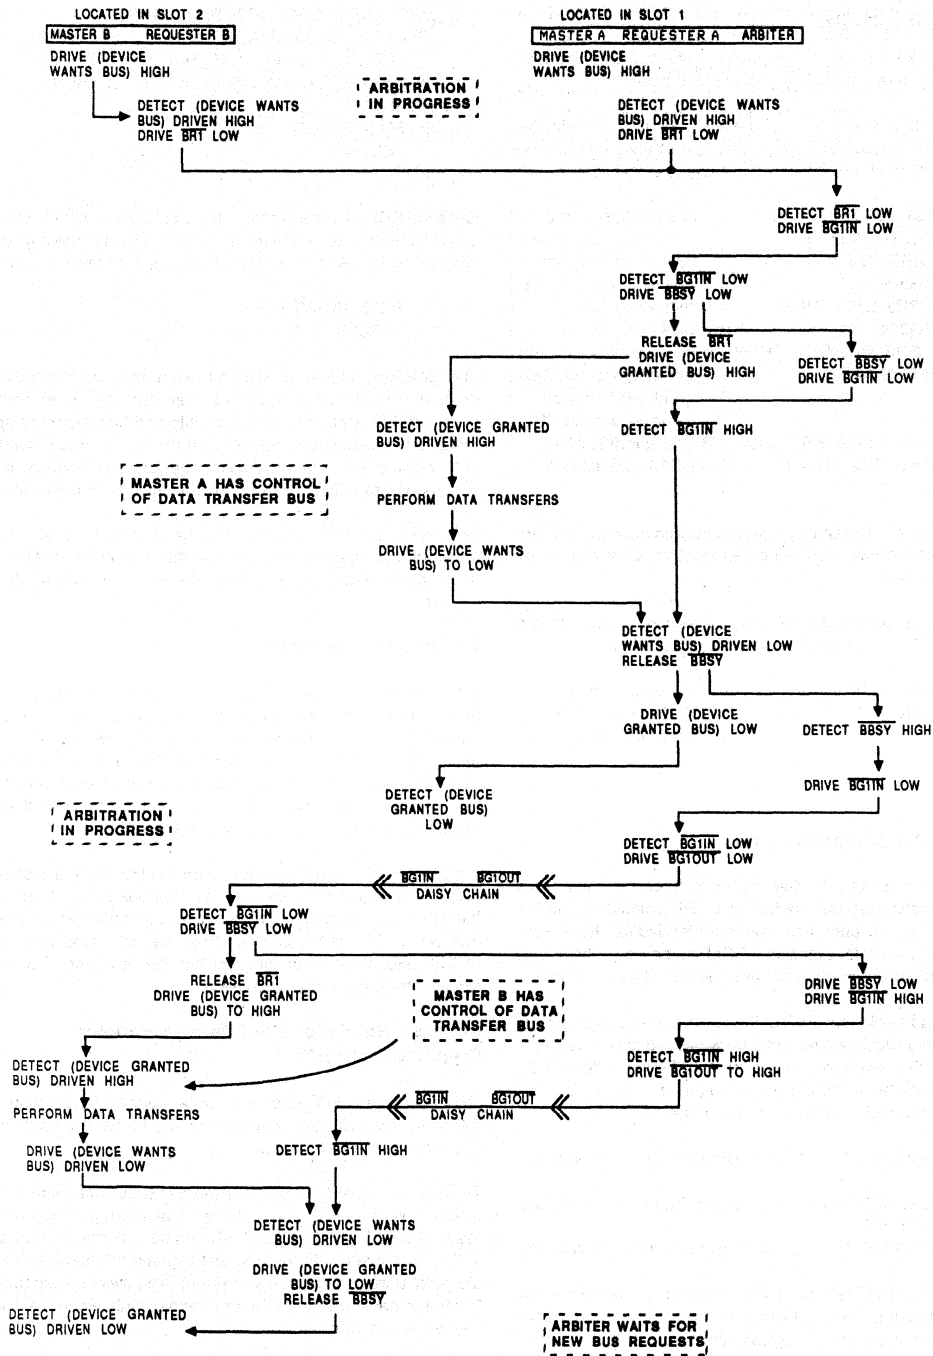 LOCATED IN SLOT 2
MASTER B REQUESTER B
LOCATED IN SLOT 1
MASTER A REQUESTER A ARBITER
DRIVE (DEVICE
WANTS BUS) HIGH
DRIVE (DEVICE
WANTS BUS) HIGH
ARBITRATION
IN PROGRESS
DETECT (DEVICE WANTS
BUS) DRIVEN HIGH
DRIVE BR1 LOW
DETECT (DEVICE WANTS
BUS) DRIVEN HIGH
DRIVE BR1 LOW
DETECT BR1 LOW
DRIVE BG1IN LOW
DETECT BG1IN LOW
DRIVE BBSY LOW
RELEASE BR1
DRIVE (DEVICE
GRANTED BUS) HIGH
DETECT BBSY LOW
DRIVE BG1IN LOW
DETECT (DEVICE GRANTED
BUS) DRIVEN HIGH
DETECT BG1IN HIGH
MASTER A HAS CONTROL
OF DATA TRANSFER BUS
PERFORM DATA TRANSFERS
DRIVE (DEVICE WANTS
BUS) TO LOW
DETECT (DEVICE
WANTS BUS) DRIVEN LOW
RELEASE BBSY
DRIVE (DEVICE
GRANTED BUS) LOW
DETECT BBSY HIGH
DRIVE BG1IN LOW
DETECT (DEVICE
GRANTED BUS)
LOW
ARBITRATION
IN PROGRESS
DETECT BG1IN LOW
DRIVE BG1OUT LOW
BG1IN BG1OUT
DAISY CHAIN
DETECT BG1IN LOW
DRIVE BBSY LOW
RELEASE BR1
DRIVE (DEVICE GRANTED
BUS) TO HIGH
MASTER B HAS
CONTROL OF DATA
TRANSFER BUS
DRIVE BBSY LOW
DRIVE BG1IN HIGH
DETECT (DEVICE GRANTED
BUS) DRIVEN HIGH
DETECT BG1IN HIGH
DRIVE BG1OUT TO HIGH
BG1IN BG1OUT
DAISY CHAIN
PERFORM DATA TRANSFERS
DRIVE (DEVICE WANTS
BUS) DRIVEN LOW
DETECT BG1IN HIGH
DETECT (DEVICE WANTS
BUS) DRIVEN LOW
DRIVE (DEVICE GRANTED
BUS) TO LOW
RELEASE BBSY
DETECT (DEVICE GRANTED
BUS) DRIVEN LOW
ARBITER WAITS FOR
NEW BUS REQUESTS